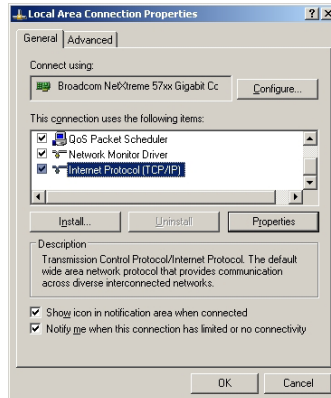 Local Area Connection Properties
General
Advanced
Connect using:
Broadcom NetXtreme 57xx Gigabit Cc
Configure...
This connection uses the following items:
QoS Packet Scheduler
Network Monitor Driver
Internet Protocol (TCP/IP)
Install...
Uninstall
Properties
Description
Transmission Control Protocol/Internet Protocol. The default
wide area network protocol that provides communication
across diverse interconnected networks.
Show icon in notification area when connected
Notify me when this connection has limited or no connectivity
OK
Cancel